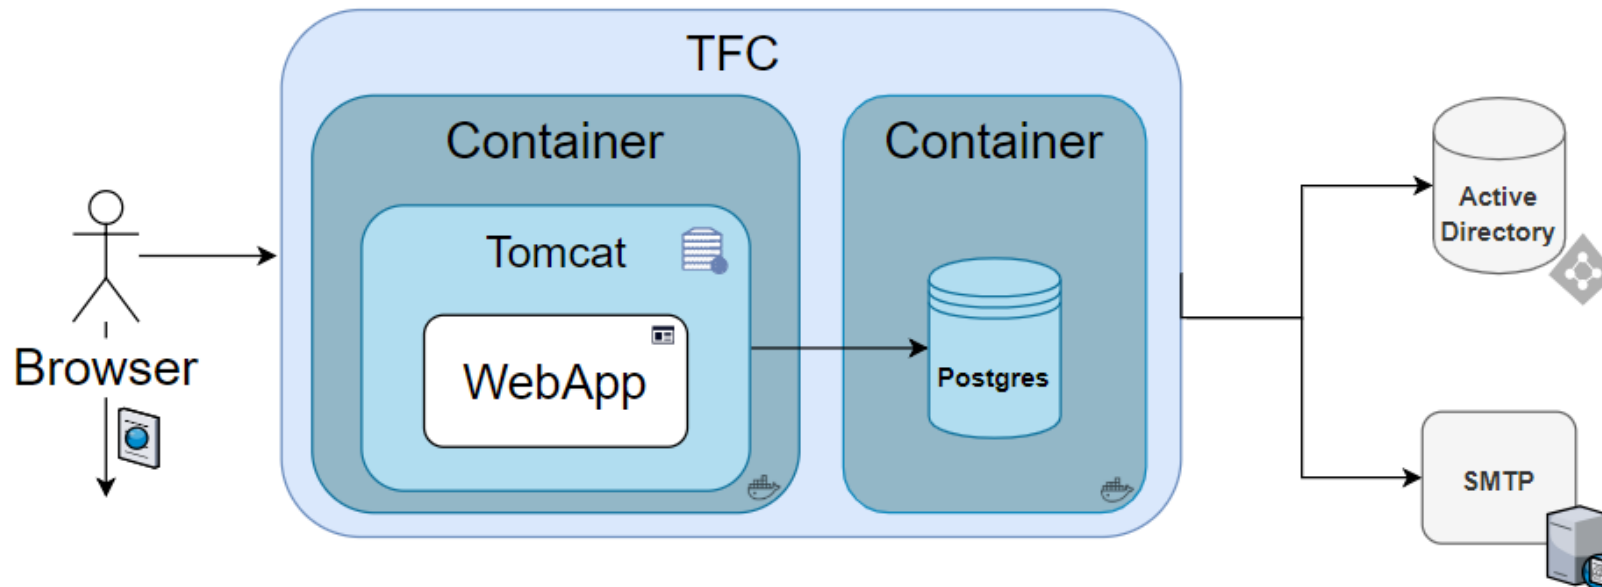 TFC
Container
Container
Tomcat
WebApp
Postgres
Browser
Active
Directory
SMTP